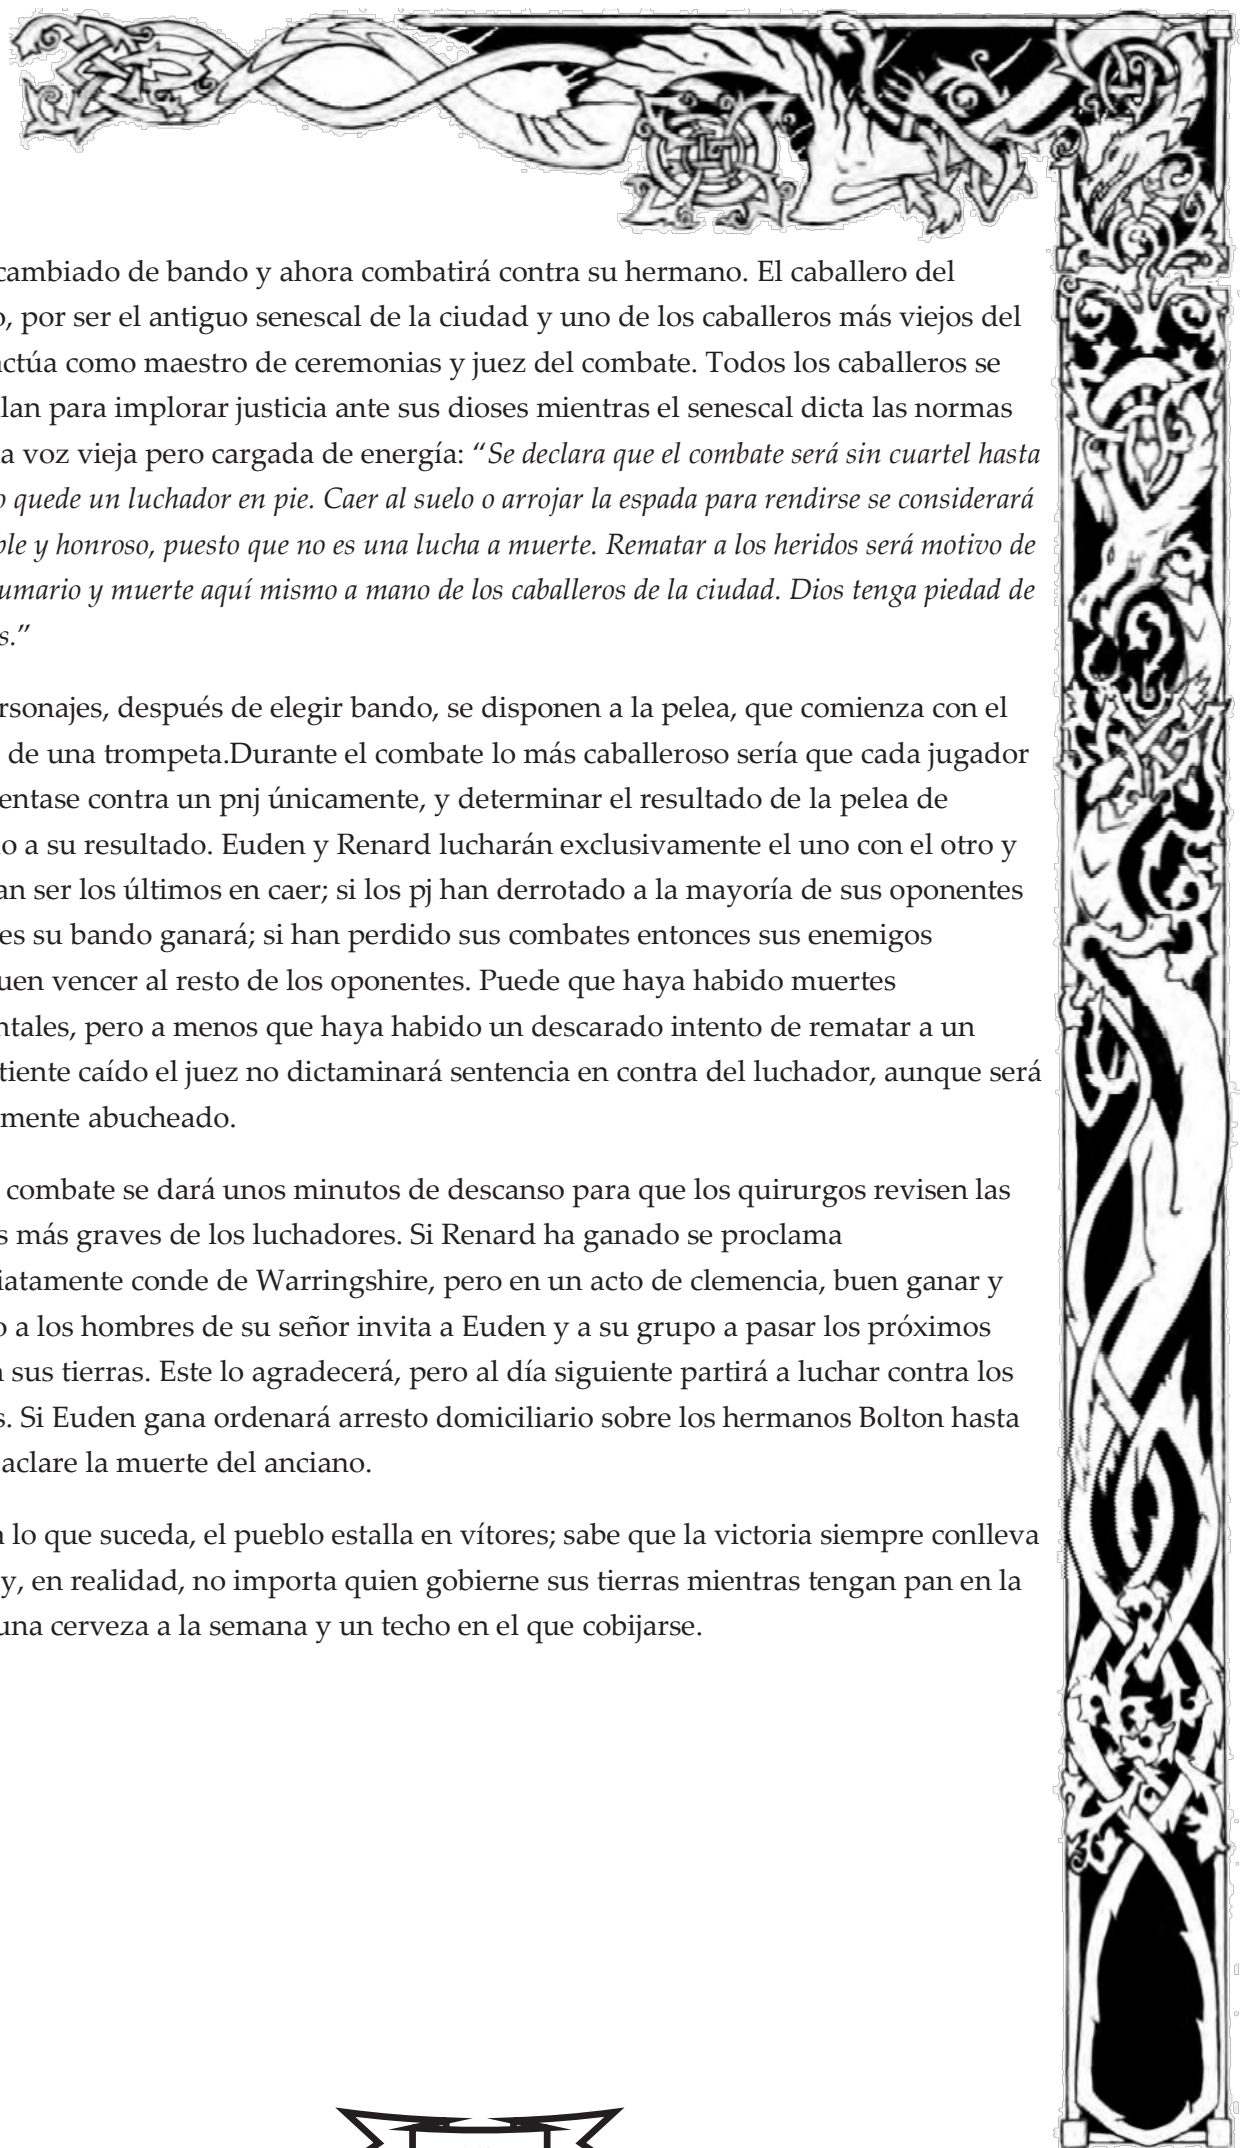 cambiado de bando y ahora combatirá contra su hermano. El caballero del
o, por ser el antiguo senescal de la ciudad y uno de los caballeros más viejos del
actúa como maestro de ceremonias y juez del combate. Todos los caballeros se
lan para implorar justicia ante sus dioses mientras el senescal dicta las normas
a voz vieja pero cargada de energía: “Se declara que el combate será sin cuartel hasta
o quede un luchador en pie. Caer al suelo o arrojar la espada para rendirse se considerará
ple y honroso, puesto que no es una lucha a muerte. Rematar a los heridos será motivo de
umario y muerte aquí mismo a mano de los caballeros de la ciudad. Dios tenga piedad de
s.”
rsonajes, después de elegir bando, se disponen a la pelea, que comienza con el
de una trompeta.Durante el combate lo más caballeroso sería que cada jugador
entase contra un pnj únicamente, y determinar el resultado de la pelea de
o a su resultado. Euden y Renard lucharán exclusivamente el uno con el otro y
an ser los últimos en caer; si los pj han derrotado a la mayoría de sus oponentes
es su bando ganará; si han perdido sus combates entonces sus enemigos
uen vencer al resto de los oponentes. Puede que haya habido muertes
ntales, pero a menos que haya habido un descarado intento de rematar a un
tiente caído el juez no dictaminará sentencia en contra del luchador, aunque será
mente abucheado.
combate se dará unos minutos de descanso para que los quirurgos revisen las
s más graves de los luchadores. Si Renard ha ganado se proclama
iatamente conde de Warringshire, pero en un acto de clemencia, buen ganar y
o a los hombres de su señor invita a Euden y a su grupo a pasar los próximos
n sus tierras. Este lo agradecerá, pero al día siguiente partirá a luchar contra los
s. Si Euden gana ordenará arresto domiciliario sobre los hermanos Bolton hasta
aclare la muerte del anciano.
a lo que suceda, el pueblo estalla en vítores; sabe que la victoria siempre conlleva
y, en realidad, no importa quien gobierne sus tierras mientras tengan pan en la
una cerveza a la semana y un techo en el que cobijarse.